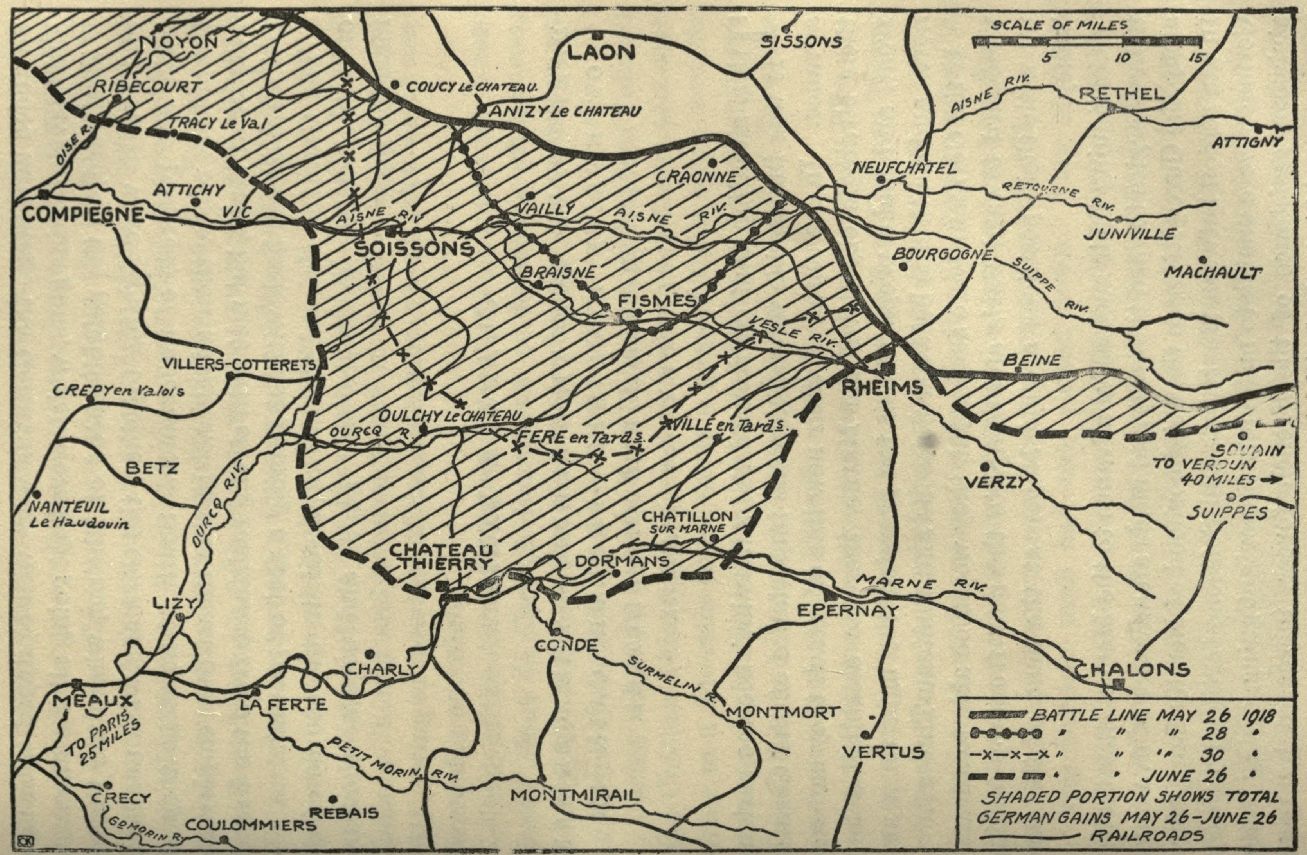 NOYON
LAON
SISSONS
SCALE OF MILES
5 10 15
RIBECOURT
COUCY Le CHATEAU.
ANIZY Le CHATEAU
AISNE RIV.
RETHEL
ATTIGNY
TRACY Le Val
OISE R.
CRAONNE
NEUFCHATEL
RETOURNE RIV.
ATTICHY
COMPIEGNE
VIC
AISNE RIV
VAILLY
AISNE RIV.
JUNIVILLE
SOISSONS
BRAISNE
BOURGOGNE
SUIPPE RIV.
MACHAULT
FISMES
VESLE RIV.
VILLERS-COTTERETS
BEINE
RHEIMS
CREPY en Valois
OULCHY Le CHATEAU
OURCQ R.
FERE en Tards.
VILLE en Tards.
SOUAIN
TO VERDUN
40 MILES →
BETZ
OURCQ RIV.
VERZY
NANTEUIL
Le Haudouin
SUIPPES
CHATILLON
SUR MARNE
CHATEAU
THIERRY
DORMANS
MARNE RIV.
LIZY
EPERNAY
CONDE
CHARLY
SURMELIN R.
CHALONS
MEAUX
LA FERTE
MONTMORT
TO PARIS
25 MILES
PETIT MORIN. RIV.
VERTUS
CRECY
REBAIS
MONTMIRAIL
GD MORIN R.
COULOMMIERS
BATTLE LINE MAY 26 1918
" " " 28 "
" " " 30 "
" " JUNE 26 "
SHADED PORTION SHOWS TOTAL
GERMAN GAINS MAY 26-JUNE 26
RAILROADS